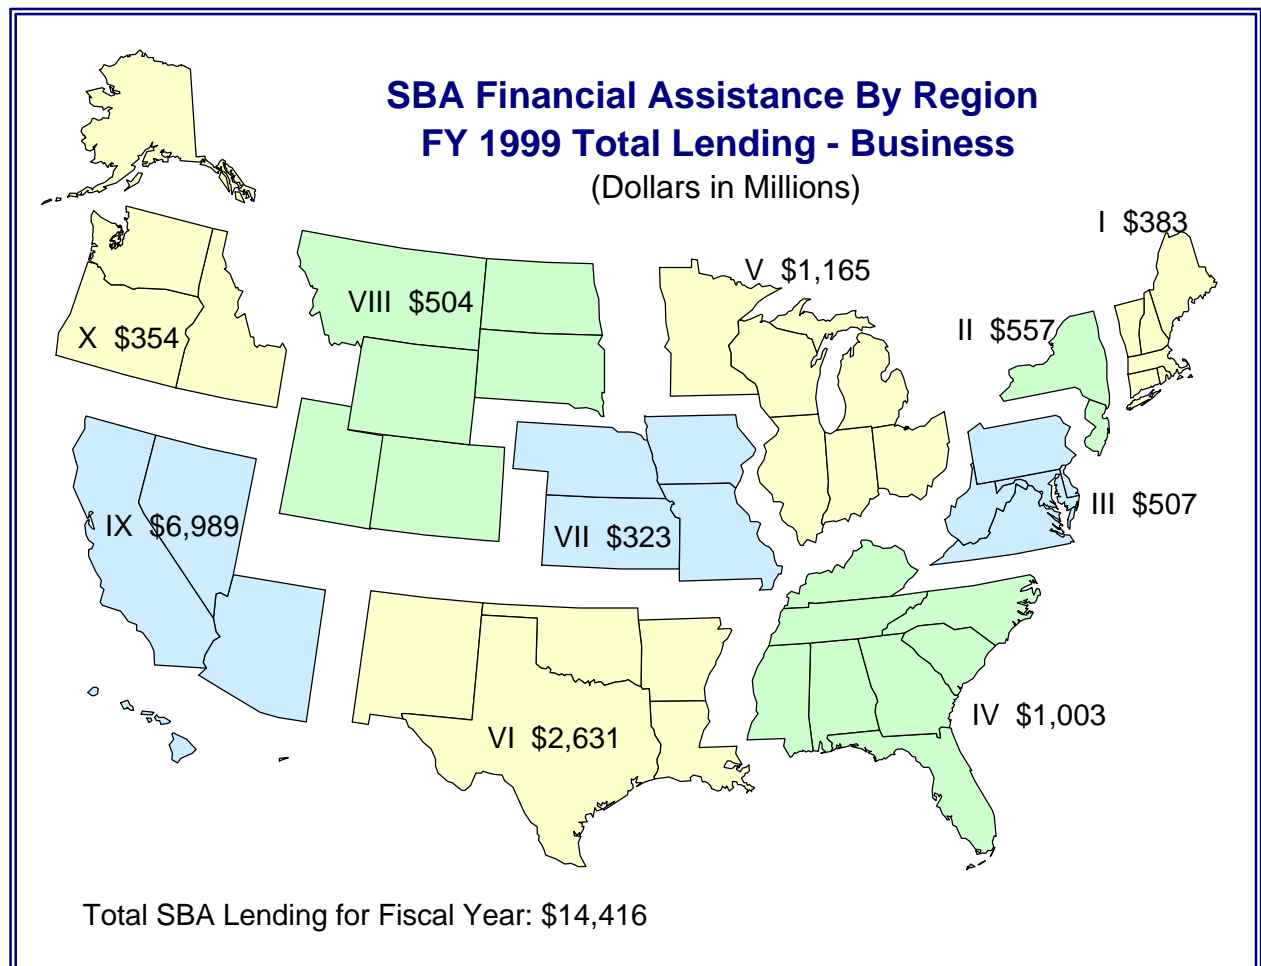 SBA Financial Assistance By Region
FY 1999 Total Lending - Business
(Dollars in Millions)
I $383
V $1,165
VIII $504
II $557
X $354
III $507
IX $6,989
VII $323
IV $1,003
VI $2,631
Total SBA Lending for Fiscal Year: $14,416